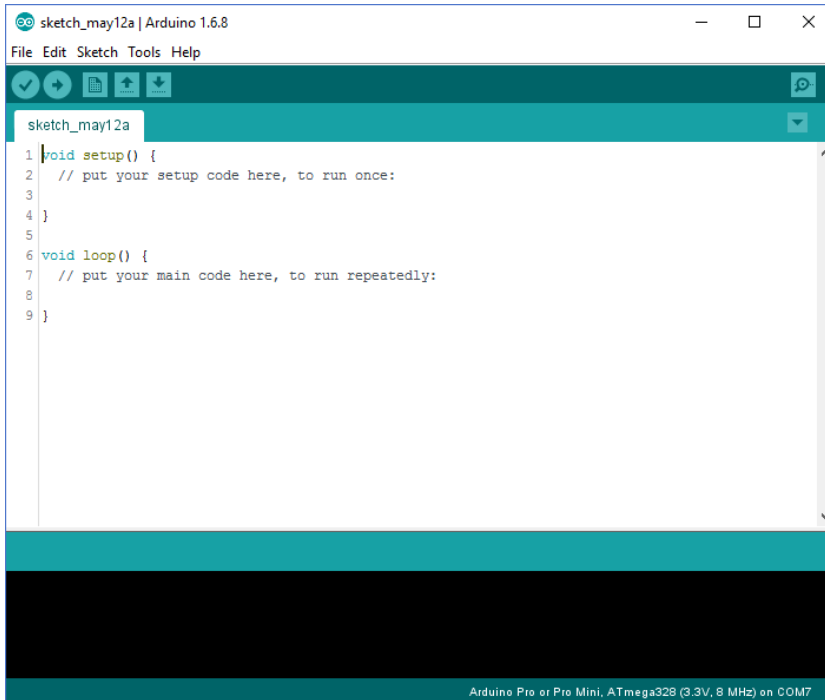 sketch_may12a | Arduino 1.6.8
File Edit Sketch Tools Help
sketch_may12a
1 void setup() {
2 // put your setup code here, to run once:
3
4 }
5
6 void loop() {
7 // put your main code here, to run repeatedly:
8
9 }
Arduino Pro or Pro Mini, ATmega328 (3.3V, 8 MHz) on COM7